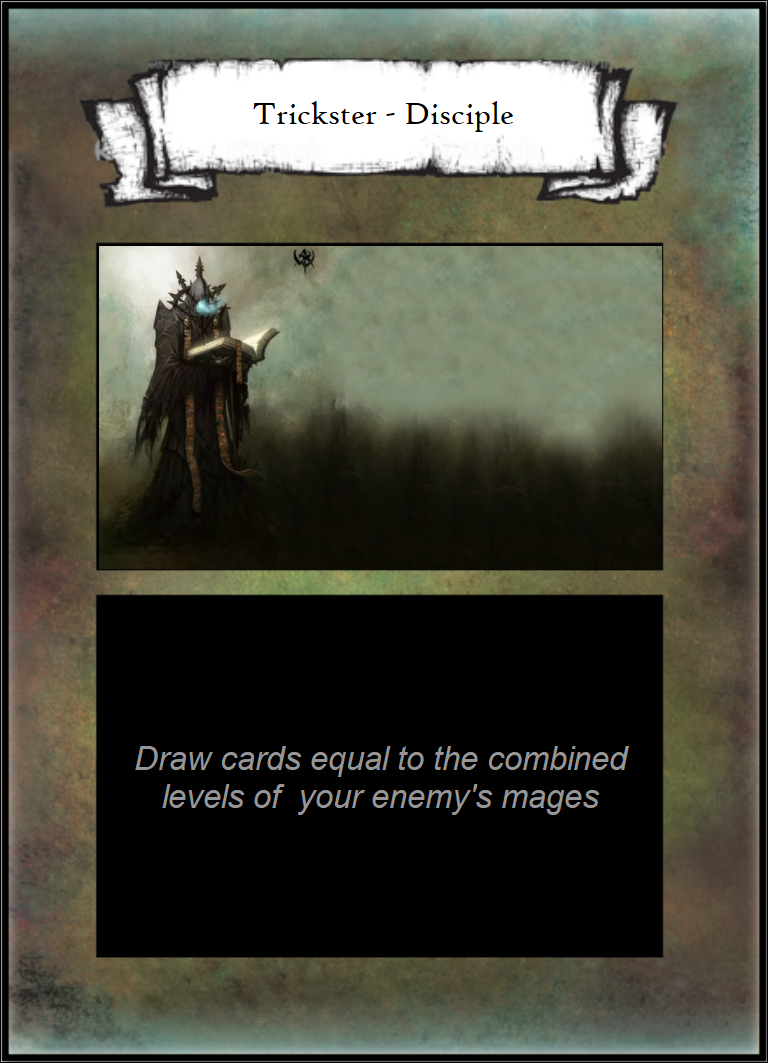 Trickster - Disciple
Draw cards equal to the combined
levels of  your enemy's mages